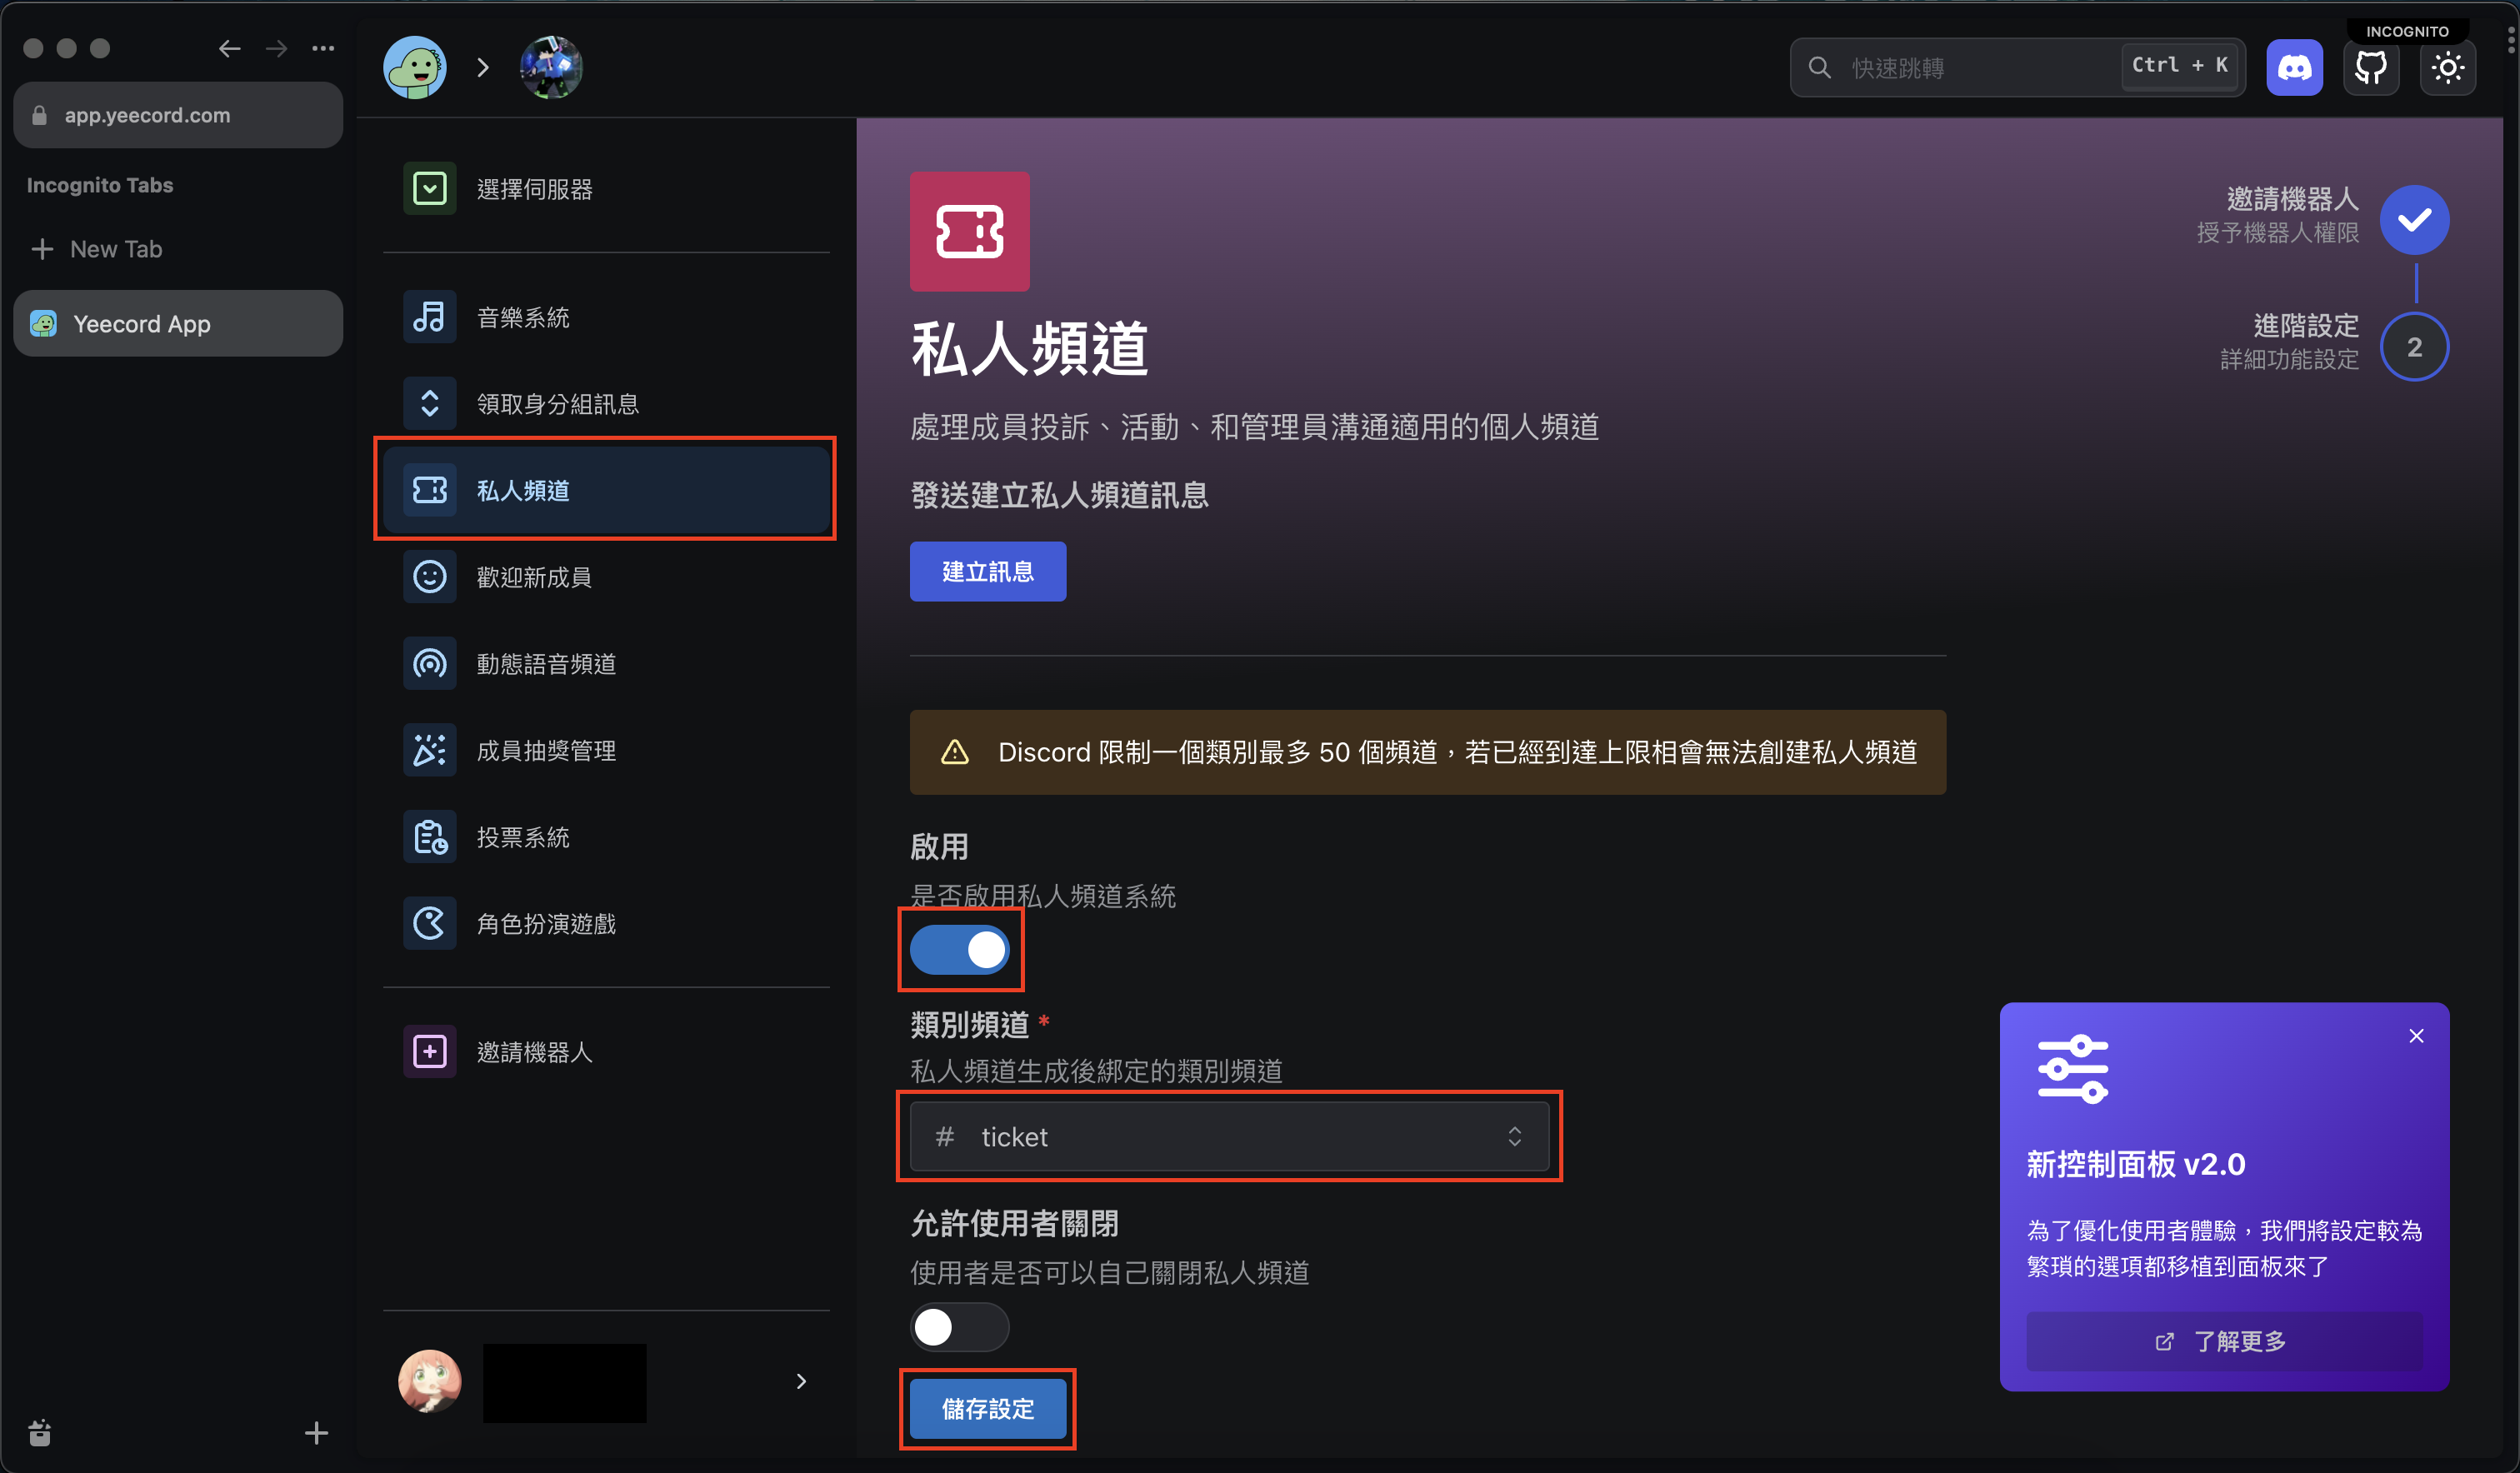 INCOGNITO
app.yeecord.com
Incognito Tabs
New Tab
Yeecord App
快速跳轉
Ctrl + K
選擇伺服器
音樂系統
領取身分組訊息
私人頻道
歡迎新成員
動態語音頻道
成員抽獎管理
投票系統
角色扮演遊戲
邀請機器人
私人頻道
處理成員投訴、活動、和管理員溝通適用的個人頻道
發送建立私人頻道訊息
建立訊息
邀請機器人
授予機器人權限
進階設定
詳細功能設定
2
Discord 限制一個類別最多 50 個頻道，若已經到達上限相會無法創建私人頻道
啟用
是否啟用私人頻道系統
類別頻道 *
私人頻道生成後綁定的類別頻道
# ticket
允許使用者關閉
使用者是否可以自己關閉私人頻道
儲存設定
新控制面板 v2.0
為了優化使用者體驗，我們將設定較為
繁瑣的選項都移植到面板來了
了解更多